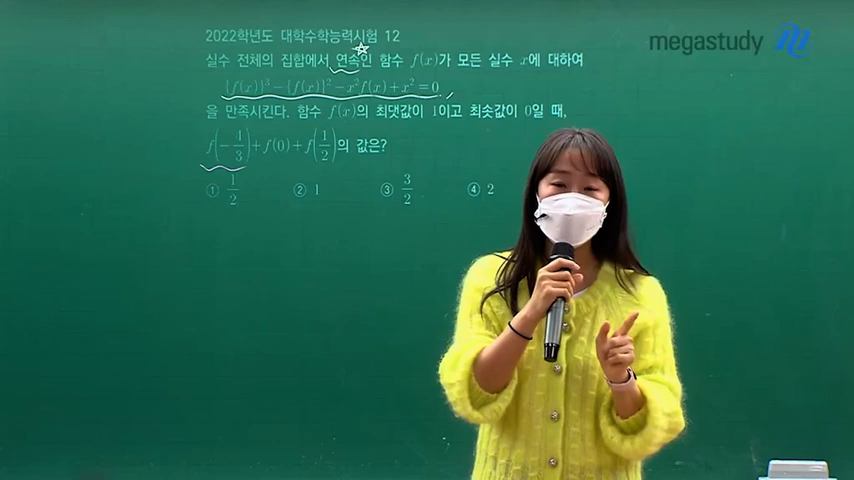 2022학년도 대학수학능력시험 12
megastudy
실수 전체의 집합에서 연속인 함수 f(x)가 모든 실수 x에 대하여
{f(x)}³−{f(x)}²−x²f(x)+x²=0
을 만족시킨다. 함수 f(x)의 최댓값이 1이고 최솟값이 0일 때,
f(−4/3)+f(0)+f(1/2)의 값은?
① 1/2 ② 1 ③ 3/2 ④ 2